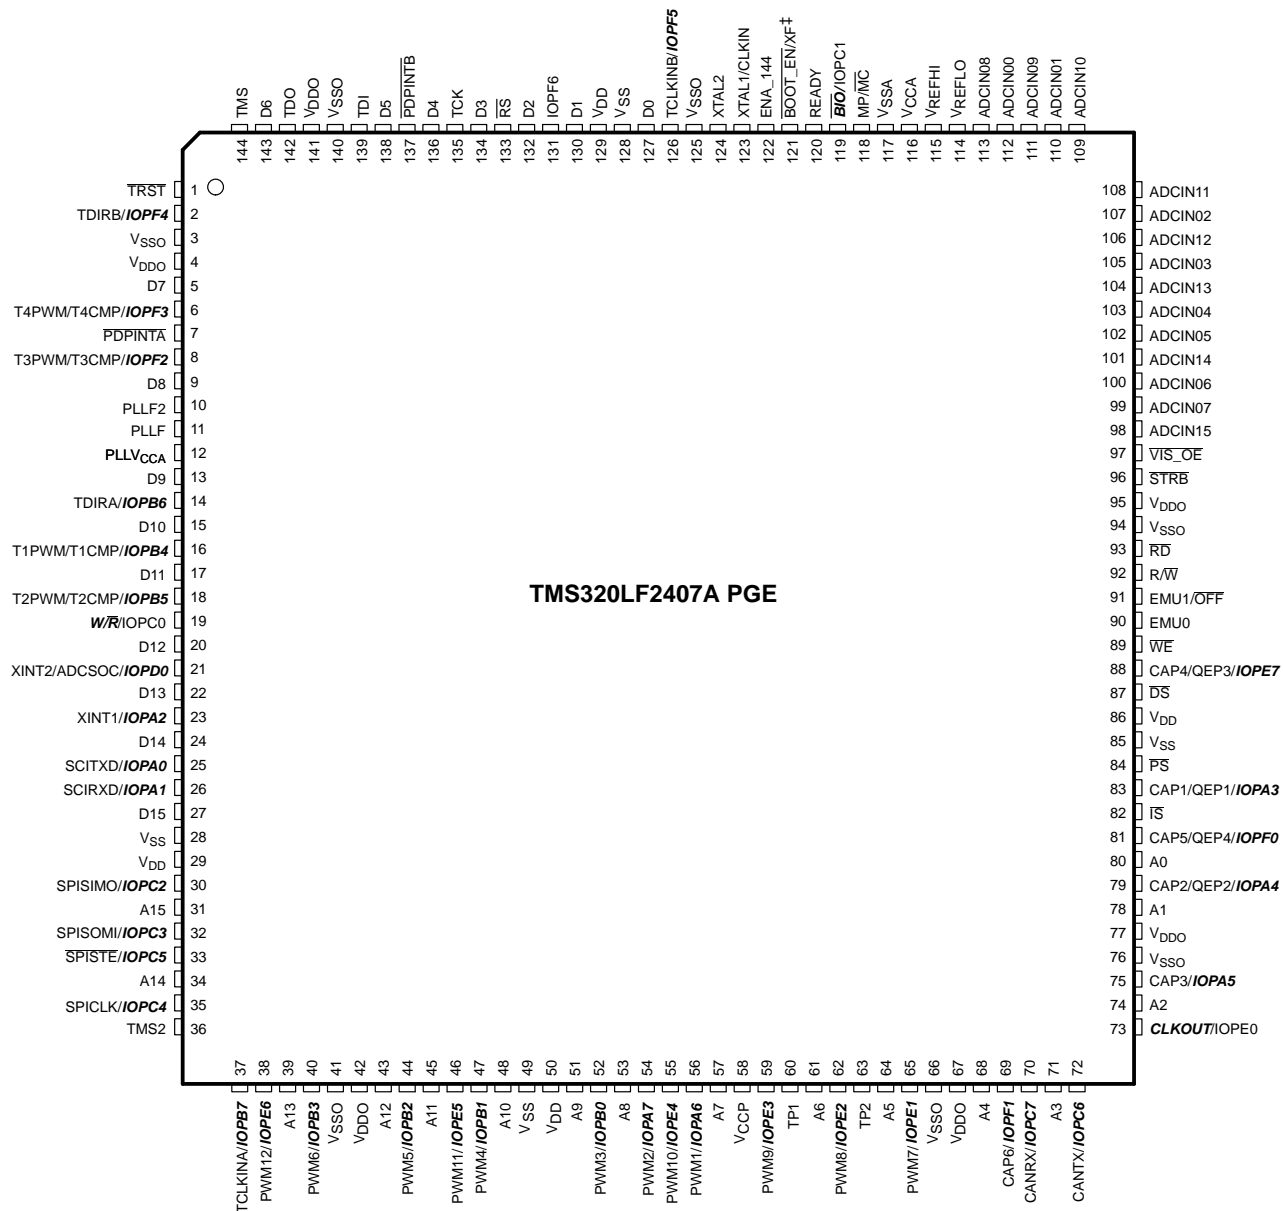 TMS
D6
TDO
VDDO
VSSO
TDI
D5
PDPINTB
D4
TCK
D3
RS
D2
IOPF6
D1
VDD
VSS
D0
TCLKINB/IOPF5
VSSO
XTAL2
XTAL1/CLKIN
ENA_144
BOOT_EN/XF‡
READY
BIO/IOPC1
MP/MC
VSSA
VCCA
VREFHI
VREFLO
ADCIN08
ADCIN00
ADCIN09
ADCIN01
ADCIN10
144
143
142
141
140
139
138
137
136
135
134
133
132
131
130
129
128
127
126
125
124
123
122
121
120
119
118
117
116
115
114
113
112
111
110
109
TRST 1
TDIRB/IOPF4 2
VSSO 3
VDDO 4
D7 5
T4PWM/T4CMP/IOPF3 6
PDPINTA 7
T3PWM/T3CMP/IOPF2 8
D8 9
PLLF2 10
PLLF 11
PLLVCCA 12
D9 13
TDIRA/IOPB6 14
D10 15
T1PWM/T1CMP/IOPB4 16
D11 17
T2PWM/T2CMP/IOPB5 18
W/R/IOPC0 19
D12 20
XINT2/ADCSOC/IOPD0 21
D13 22
XINT1/IOPA2 23
D14 24
SCITXD/IOPA0 25
SCIRXD/IOPA1 26
D15 27
VSS 28
VDD 29
SPISIMO/IOPC2 30
A15 31
SPISOMI/IOPC3 32
SPISTE/IOPC5 33
A14 34
SPICLK/IOPC4 35
TMS2 36
TMS320LF2407A PGE
108 ADCIN11
107 ADCIN02
106 ADCIN12
105 ADCIN03
104 ADCIN13
103 ADCIN04
102 ADCIN05
101 ADCIN14
100 ADCIN06
99 ADCIN07
98 ADCIN15
97 VIS_OE
96 STRB
95 VDDO
94 VSSO
93 RD
92 R/W
91 EMU1/OFF
90 EMU0
89 WE
88 CAP4/QEP3/IOPE7
87 DS
86 VDD
85 VSS
84 PS
83 CAP1/QEP1/IOPA3
82 IS
81 CAP5/QEP4/IOPF0
80 A0
79 CAP2/QEP2/IOPA4
78 A1
77 VDDO
76 VSSO
75 CAP3/IOPA5
74 A2
73 CLKOUT/IOPE0
37
38
39
40
41
42
43
44
45
46
47
48
49
50
51
52
53
54
55
56
57
58
59
60
61
62
63
64
65
66
67
68
69
70
71
72
TCLKINA/IOPB7
PWM12/IOPE6
A13
PWM6/IOPB3
VSSO
VDDO
A12
PWM5/IOPB2
A11
PWM11/IOPE5
PWM4/IOPB1
A10
VSS
VDD
A9
PWM3/IOPB0
A8
PWM2/IOPA7
PWM10/IOPE4
PWM1/IOPA6
A7
VCCP
PWM9/IOPE3
TP1
A6
PWM8/IOPE2
TP2
A5
PWM7/IOPE1
VSSO
VDDO
A4
CAP6/IOPF1
CANRX/IOPC7
A3
CANTX/IOPC6